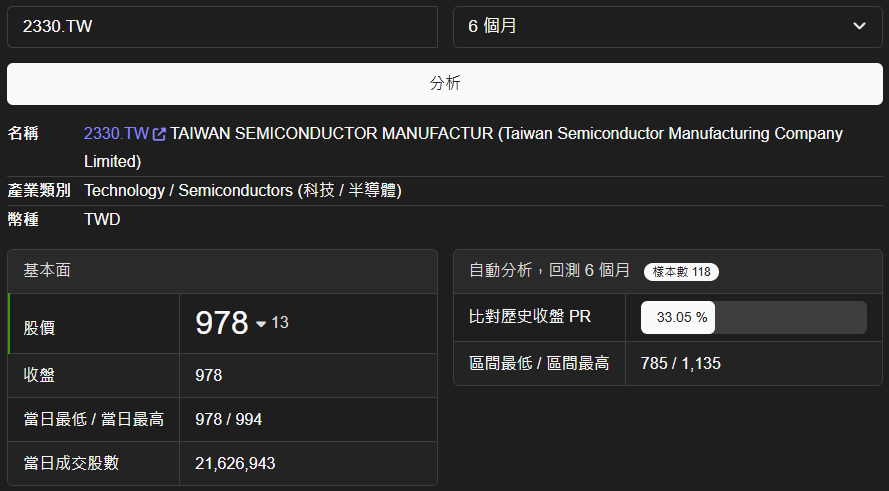 2330.TW
6 個月
分析
名稱 2330.TW TAIWAN SEMICONDUCTOR MANUFACTUR (Taiwan Semiconductor Manufacturing Company
Limited)
產業類別 Technology / Semiconductors (科技 / 半導體)
幣種 TWD
基本面
股價 978 13
收盤 978
當日最低 / 當日最高 978 / 994
當日成交股數 21,626,943
自動分析，回測 6 個月 樣本數 118
比對歷史收盤 PR 33.05 %
區間最低 / 區間最高 785 / 1,135